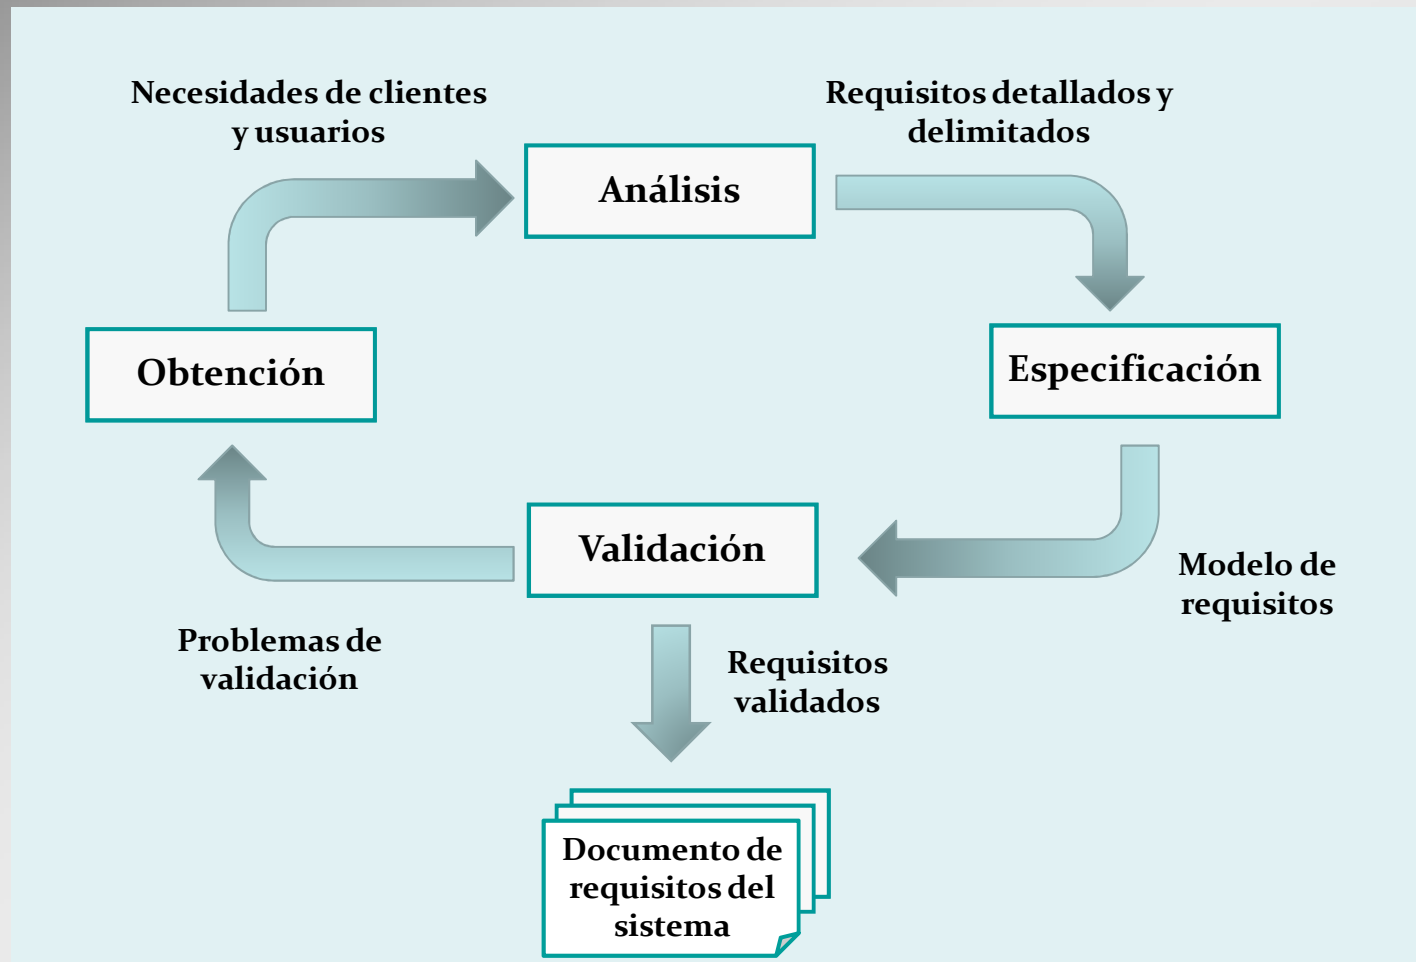 Necesidades de clientes
y usuarios
Requisitos detallados y
delimitados
Análisis
Obtención
Especificación
Validación
Modelo de
requisitos
Problemas de
validación
Requisitos
validados
Documento de
requisitos del
sistema